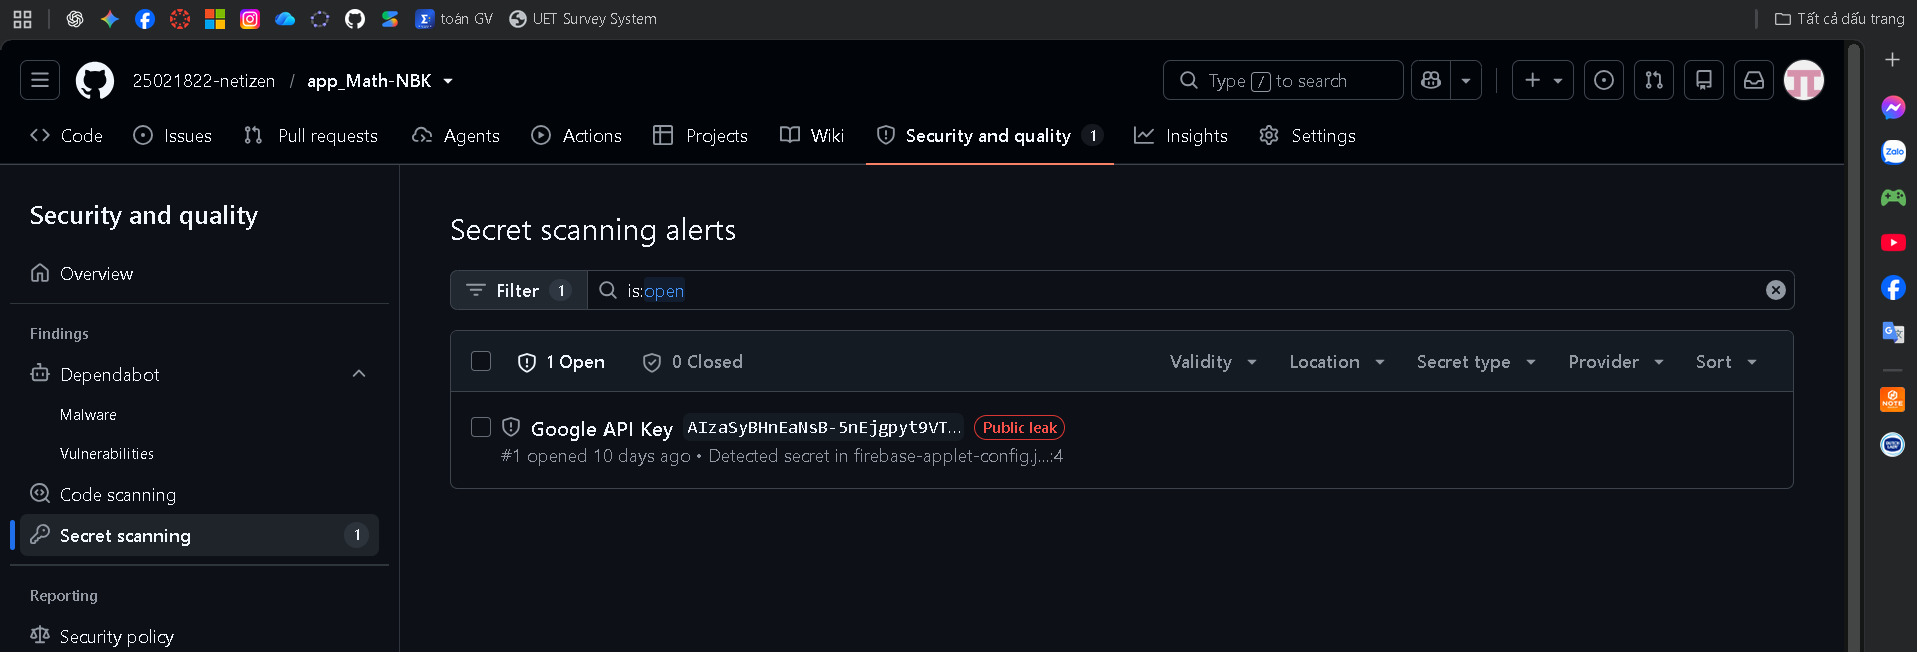 toán GV
UET Survey System
Tất cả dấu trang
25021822-netizen / app_Math-NBK
Type / to search
Code
Issues
Pull requests
Agents
Actions
Projects
Wiki
Security and quality 1
Insights
Settings
Security and quality
Overview
Findings
Dependabot
Malware
Vulnerabilities
Code scanning
Secret scanning 1
Reporting
Security policy
Secret scanning alerts
Filter 1
is:open
1 Open
0 Closed
Validity
Location
Secret type
Provider
Sort
Google API Key AIzaSyBHnEaNsB-5nEjgpyt9VT… Public leak
#1 opened 10 days ago • Detected secret in firebase-applet-config.j…:4
Zalo
NOTE